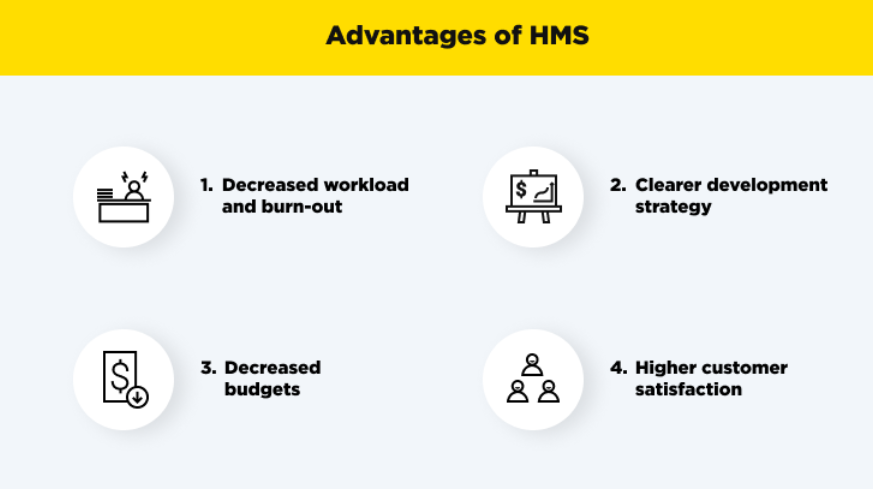 Advantages of HMS
1. Decreased workload
and burn-out
2. Clearer development
strategy
3. Decreased
budgets
4. Higher customer
satisfaction